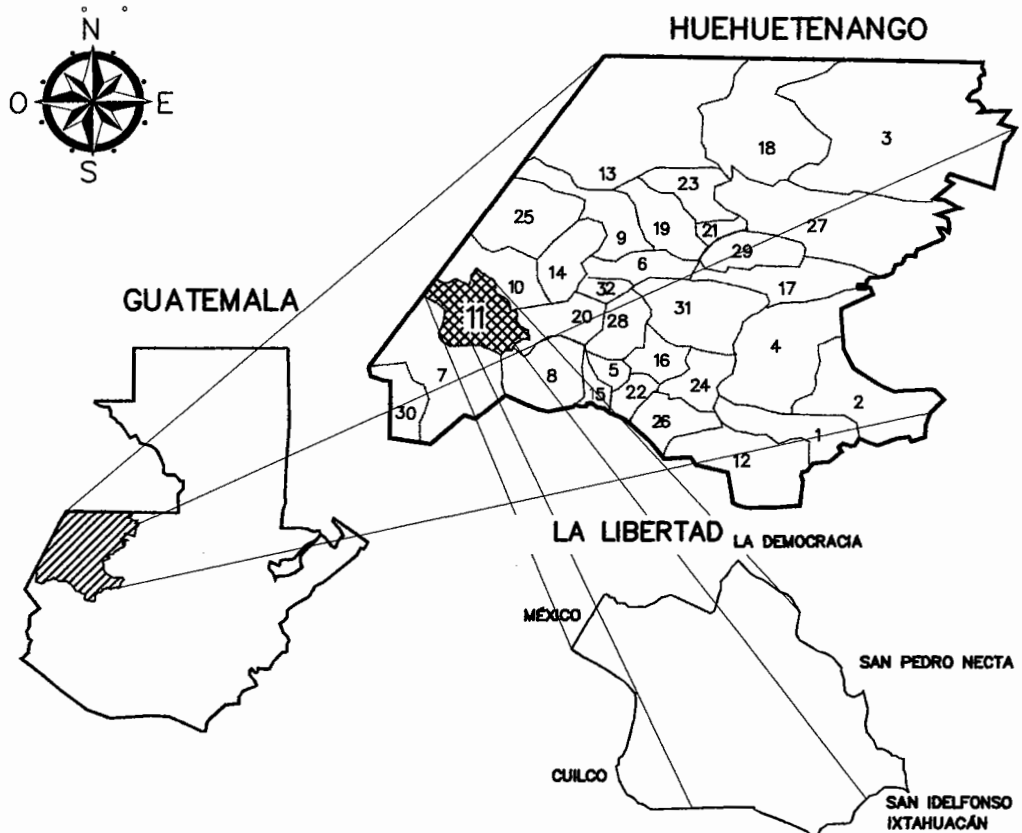 N
O E
S
HUEHUETENANGO
3
18
13
23
25
19
27
9
21
29
6
14
17
10
32
31
20
28
11
4
16
5
7
8
24
15
22
2
30
26
1
12
GUATEMALA
LA LIBERTAD
LA DEMOCRACIA
MÉXICO
SAN PEDRO NECTA
CUILCO
SAN IDELFONSO
IXTAHUACÁN